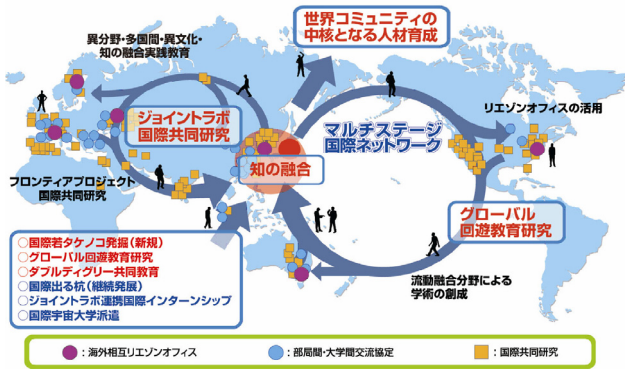 異分野・多国間・異文化・
知の融合実践教育
世界コミュニティの
中核となる人材育成
ジョイントラボ
国際共同研究
マルチステージ
国際ネットワーク
リエゾンオフィスの活用
知の融合
フロンティアプロジェクト
国際共同研究
グローバル
回遊教育研究
○国際若タケノコ発掘(新規)
○グローバル回遊教育研究
○ダブルディグリー共同教育
○国際出る杭(継続発展)
○ジョイントラボ連携国際インターンシップ
○国際宇宙大学派遣
流動融合分野による
学術の創成
:海外相互リエゾンオフィス
:部局間・大学間交流協定
:国際共同研究